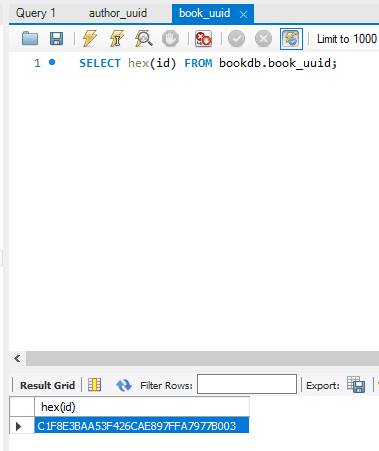 Query 1 author_uuid book_uuid
Limit to 1000
1 SELECT hex(id) FROM bookdb.book_uuid;
Result Grid Filter Rows: Export:
hex(id)
C1F8E3BAA53F426CAE897FFA7977B003